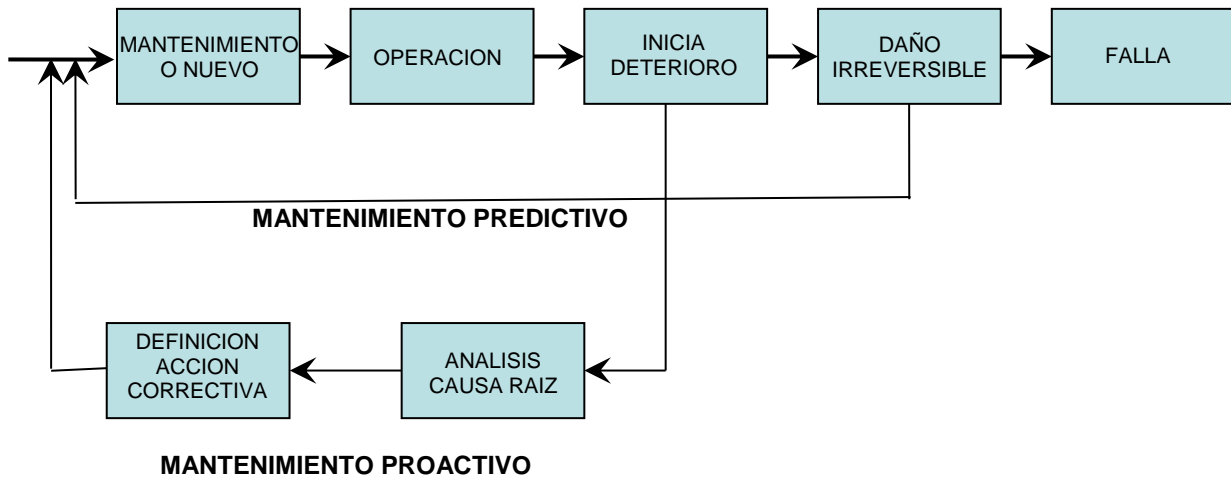 MANTENIMIENTO
O NUEVO
OPERACION
INICIA
DETERIORO
DAÑO
IRREVERSIBLE
FALLA
MANTENIMIENTO PREDICTIVO
DEFINICION
ACCION
CORRECTIVA
ANALISIS
CAUSA RAIZ
MANTENIMIENTO PROACTIVO